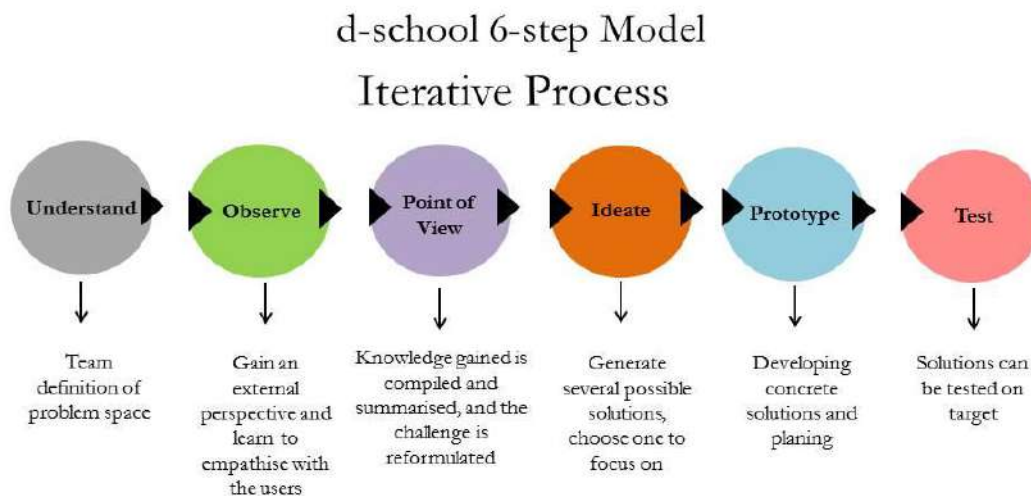 d-school 6-step Model
Iterative Process
Understand
Observe
Point of
View
Ideate
Prototype
Test
Team
definition of
problem space
Gain an
external
perspective and
learn to
empathise with
the users
Knowledge gained is
compiled and
summarised, and the
challenge is
reformulated
Generate
several possible
solutions,
choose one to
focus on
Developing
concrete
solutions and
planing
Solutions can
be tested on
target